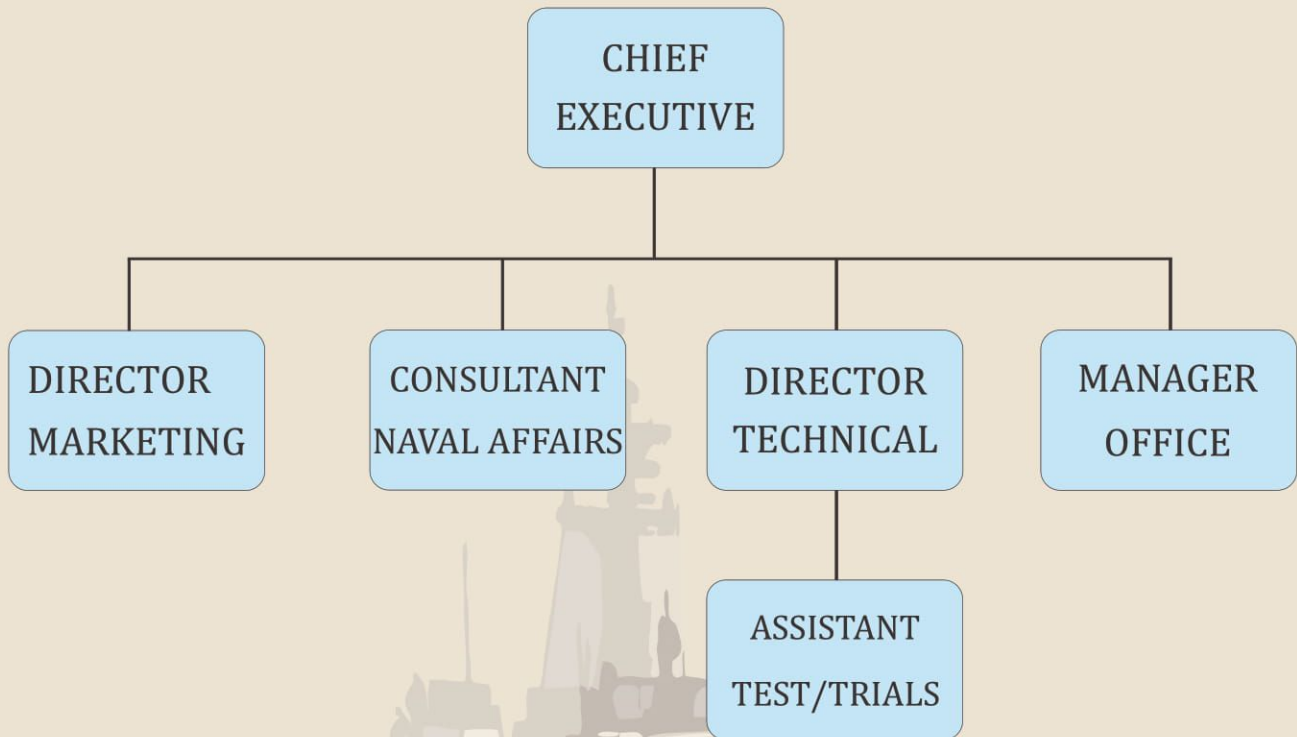 CHIEF
EXECUTIVE
DIRECTOR
MARKETING
CONSULTANT
NAVAL AFFAIRS
DIRECTOR
TECHNICAL
MANAGER
OFFICE
ASSISTANT
TEST/TRIALS